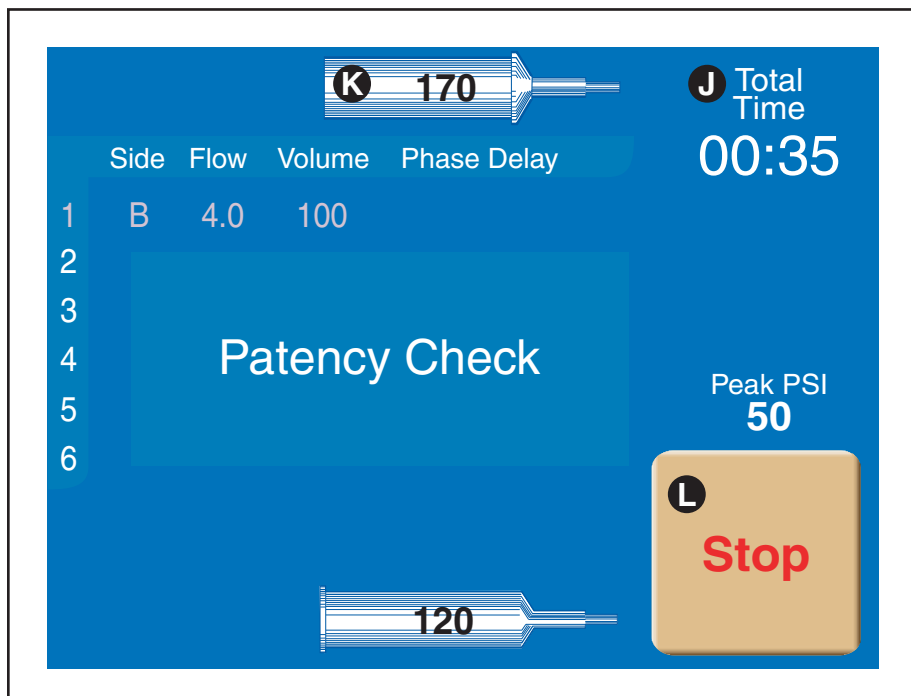 K 170
J Total
Time
00:35
Side Flow Volume Phase Delay
1 B 4.0 100
2
3
4
5
6
Patency Check
Peak PSI
50
L
Stop
120